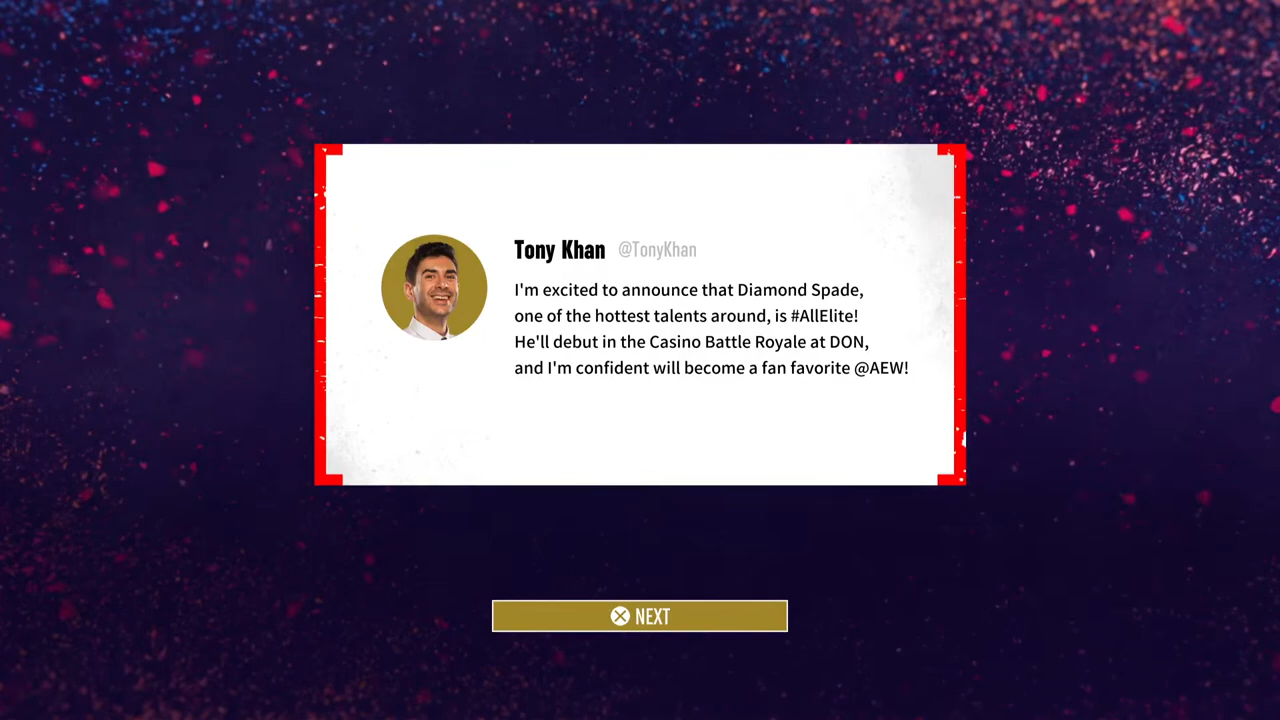 Tony Khan @TonyKhan
I'm excited to announce that Diamond Spade,
one of the hottest talents around, is #AllElite!
He'll debut in the Casino Battle Royale at DON,
and I'm confident will become a fan favorite @AEW!
NEXT